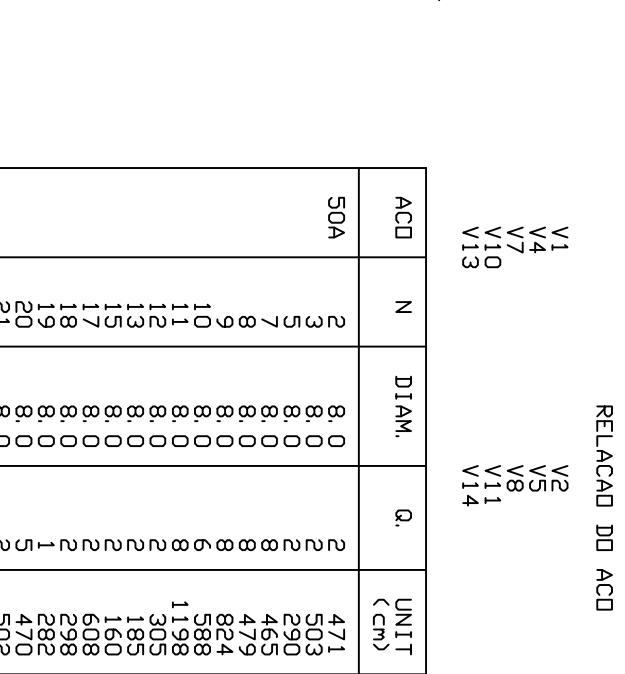 RELACAO DO ACO
V1 V2
V4 V5
V7 V8
V10 V11
V13 V14
ACO N DIAM. Q. UNIT
(cm)
50A 2 8.0 2 471
3 8.0 2 503
5 8.0 2 290
7 8.0 8 465
8 8.0 8 479
9 8.0 8 824
10 8.0 6 588
11 8.0 8 1198
12 8.0 2 305
13 8.0 2 185
15 8.0 2 160
17 8.0 2 608
18 8.0 2 298
19 8.0 1 282
20 8.0 5 470